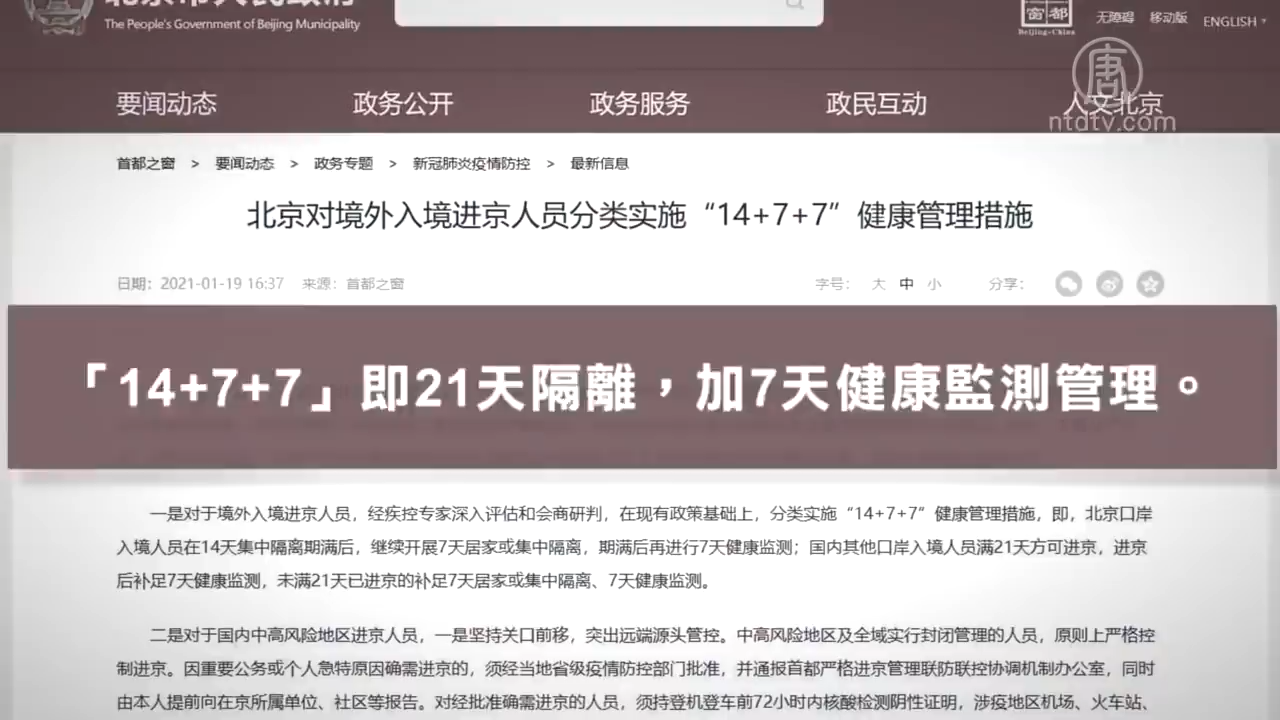 北京市人民政府
The People's Government of Beijing Municipality
窗都
Beijing-China
无障碍 移动版 ENGLISH
唐
ntdtv.com
要闻动态 政务公开 政务服务 政民互动 人文北京
首都之窗 > 要闻动态 > 政务专题 > 新冠肺炎疫情防控 > 最新信息
北京对境外入境进京人员分类实施“14+7+7”健康管理措施
日期：2021-01-19 16:37 来源：首都之窗 字号： 大 中 小 分享：
「14+7+7」即21天隔離，加7天健康監測管理。
一是对于境外入境进京人员，经疾控专家深入评估和会商研判，在现有政策基础上，分类实施“14+7+7”健康管理措施，即，北京口岸
入境人员在14天集中隔离期满后，继续开展7天居家或集中隔离，期满后再进行7天健康监测；国内其他口岸入境人员满21天方可进京，进京
后补足7天健康监测，未满21天已进京的补足7天居家或集中隔离、7天健康监测。
二是对于国内中高风险地区进京人员，一是坚持关口前移，突出远端源头管控。中高风险地区及全域实行封闭管理的人员，原则上严格控
制进京。因重要公务或个人急特原因确需进京的，须经当地省级疫情防控部门批准，并通报首都严格进京管理联防联控协调机制办公室，同时
由本人提前向在京所属单位、社区等报告。对经批准确需进京的人员，须持登机登车前72小时内核酸检测阴性证明，涉疫地区机场、火车站、